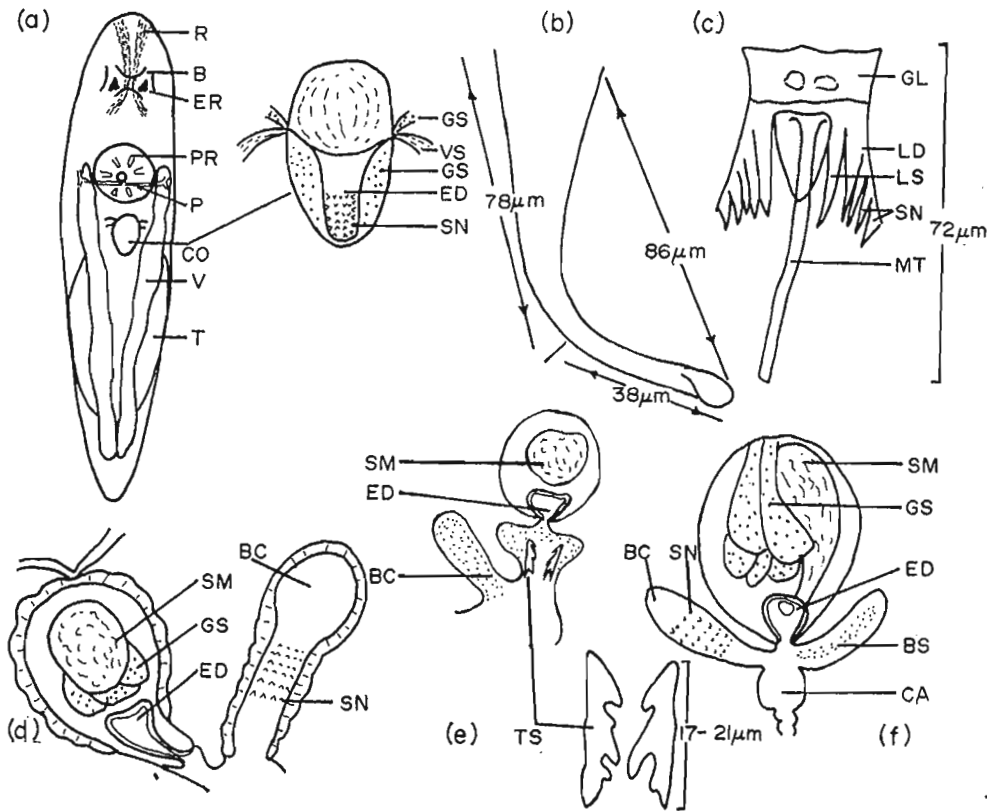 (a)
R
B
ER
PR
P
CO
V
T
GS
VS
GS
ED
SN
(b)
78μm
86μm
38μm
(c)
GL
LD
LS
SN
MT
72μm
(d)
SM
GS
ED
BC
SN
(e)
SM
ED
BC
TS
17-21μm
(f)
SM
GS
BC
SN
ED
BS
CA